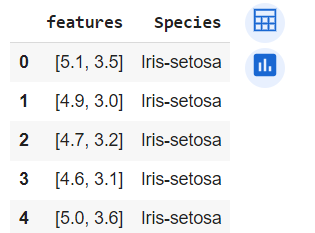 features Species
0 [5.1, 3.5] Iris-setosa
1 [4.9, 3.0] Iris-setosa
2 [4.7, 3.2] Iris-setosa
3 [4.6, 3.1] Iris-setosa
4 [5.0, 3.6] Iris-setosa